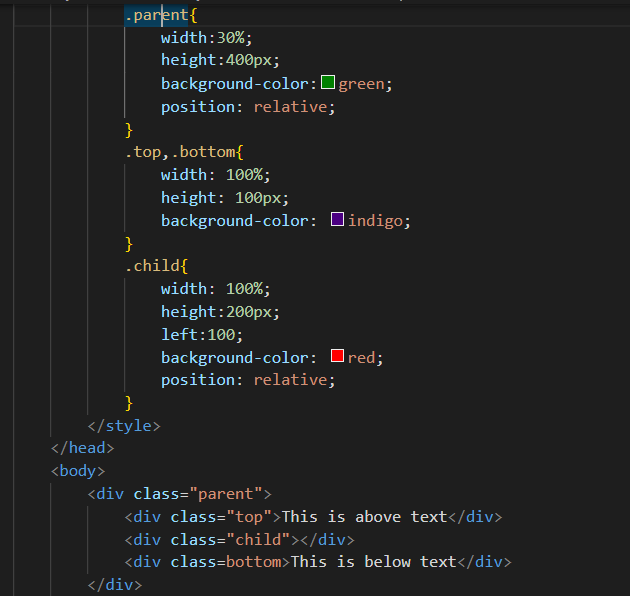 .parent{
width:30%;
height:400px;
background-color:green;
position: relative;
}
.top,.bottom{
width: 100%;
height: 100px;
background-color: indigo;
}
.child{
width: 100%;
height:200px;
left:100;
background-color: red;
position: relative;
}
</style>
</head>
<body>
<div class="parent">
<div class="top">This is above text</div>
<div class="child"></div>
<div class=bottom>This is below text</div>
</div>